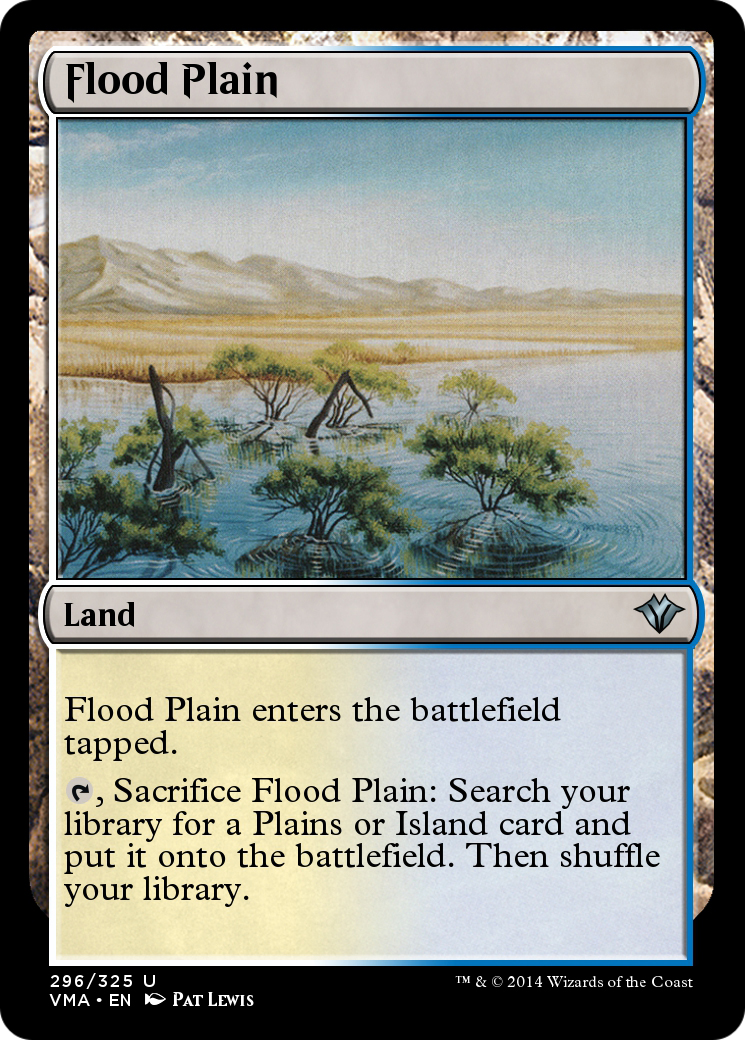 Flood Plain
Land
Flood Plain enters the battlefield
tapped.
, Sacrifice Flood Plain: Search your
library for a Plains or Island card and
put it onto the battlefield. Then shuffle
your library.
296/325 U
VMA • EN Pat Lewis
™ & © 2014 Wizards of the Coast